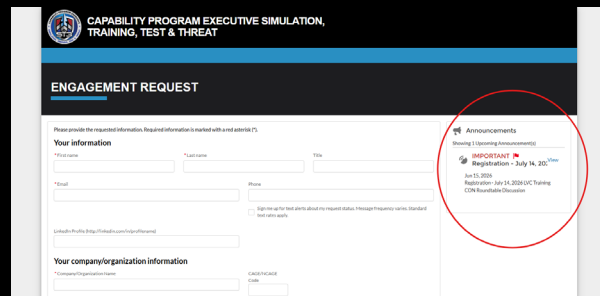 CAPABILITY PROGRAM EXECUTIVE SIMULATION,
TRAINING, TEST & THREAT
ENGAGEMENT REQUEST
Please provide the requested information. Required information is marked with a red asterisk (*).
Your information
*First name
*Last name
Title
*Email
Phone
Sign me up for text alerts about my request status. Message frequency varies. Standard
text rates apply.
LinkedIn Profile (http://linkedin.com/in/profilename)
Your company/organization information
*Company/Organization Name
CAGE/NCAGE
Code
Announcements
Showing 1 Upcoming Announcement(s)
IMPORTANT
Registration - July 14, 20
View
Jun 15, 2026
Registration- July 14, 2026 LVC Training
CON Roundtable Discussion